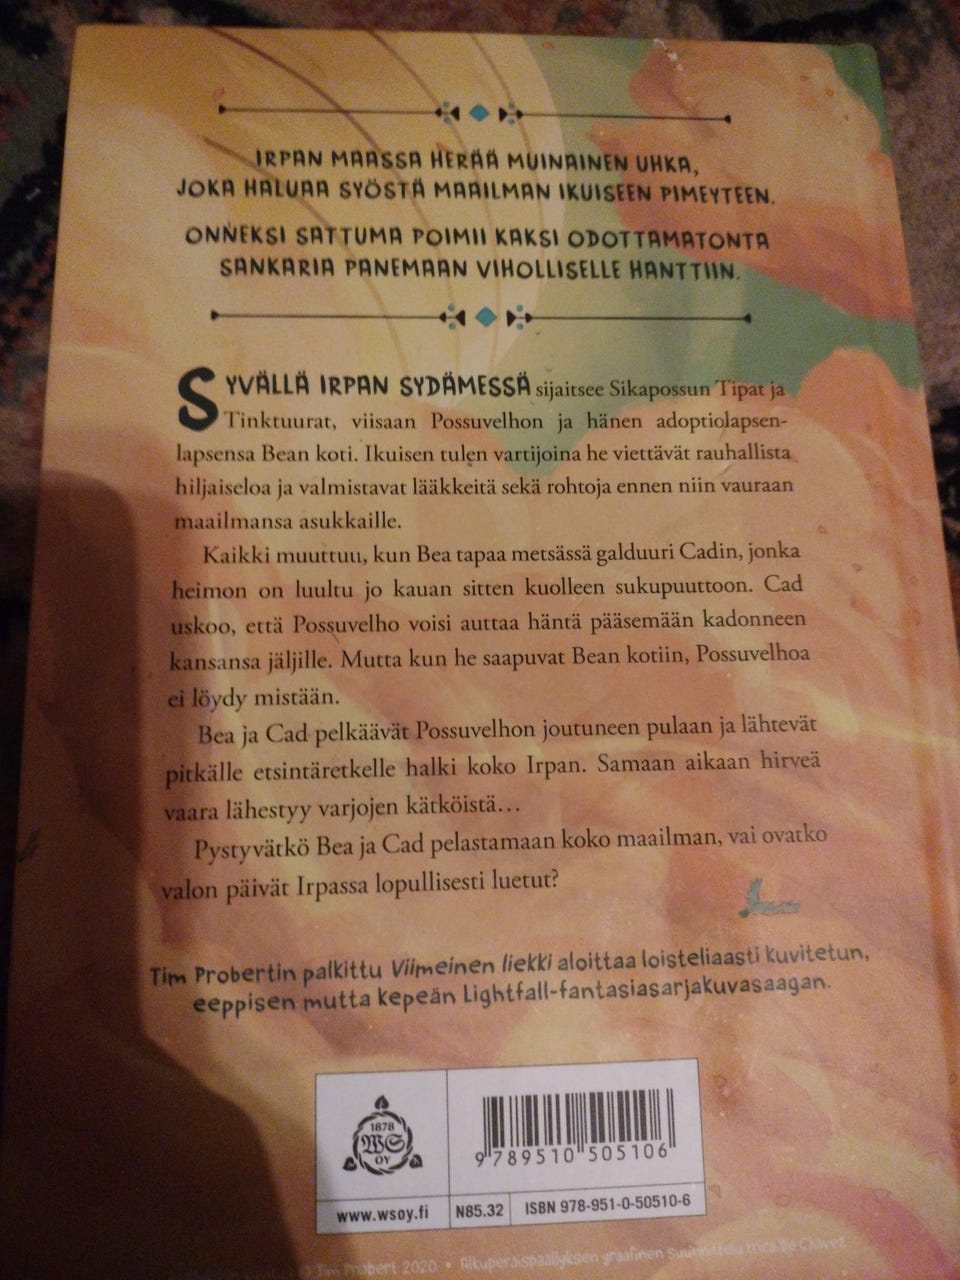 IRPAN MAASSA HERÄÄ MUINAINEN UHKA,
JOKA HALUAA SYÖSTÄ MAAILMAN IKUISEEN PIMEYTEEN.
ONNEKSI SATTUMA POIMII KAKSI ODOTTAMATONTA
SANKARIA PANEMAAN VIHOLLISELLE HANTTIIN.
SYVÄLLÄ IRPAN SYDÄMESSÄ sijaitsee Sikapossun Tipat ja
Tinktuurat, viisaan Possuvelhon ja hänen adoptiolapsen-
lapsensa Bean koti. Ikuisen tulen vartijoina he viettävät rauhallista
hiljaiseloa ja valmistavat lääkkeitä sekä rohtoja ennen niin vauraan
maailmansa asukkaille.
Kaikki muuttuu, kun Bea tapaa metsässä galduuri Cadin, jonka
heimon on luultu jo kauan sitten kuolleen sukupuuttoon. Cad
uskoo, että Possuvelho voisi auttaa häntä pääsemään kadonneen
kansansa jäljille. Mutta kun he saapuvat Bean kotiin, Possuvelhoa
ei löydy mistään.
Bea ja Cad pelkäävät Possuvelhon joutuneen pulaan ja lähtevät
pitkälle etsintäretkelle halki koko Irpan. Samaan aikaan hirveä
vaara lähestyy varjojen kätköistä...
Pystyvätkö Bea ja Cad pelastamaan koko maailman, vai ovatko
valon päivät Irpassa lopullisesti luetut?
Tim Probertin palkittu Viimeinen liekki aloittaa loisteliaasti kuvitetun,
eeppisen mutta kepeän Lightfall-fantasiasarjakuvasaagan.
1878
WS
OY
9 789510 505106
www.wsoy.fi N85.32 ISBN 978-951-0-50510-6
© Tim Probert 2020 • Alkuperäispäällyksen graafinen suunnittelu Chavez